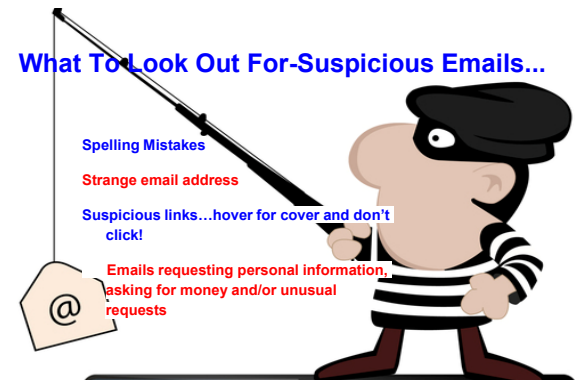 What To Look Out For-Suspicious Emails...
Spelling Mistakes
Strange email address
Suspicious links…hover for cover and don’t
click!
Emails requesting personal information,
asking for money and/or unusual
requests
@